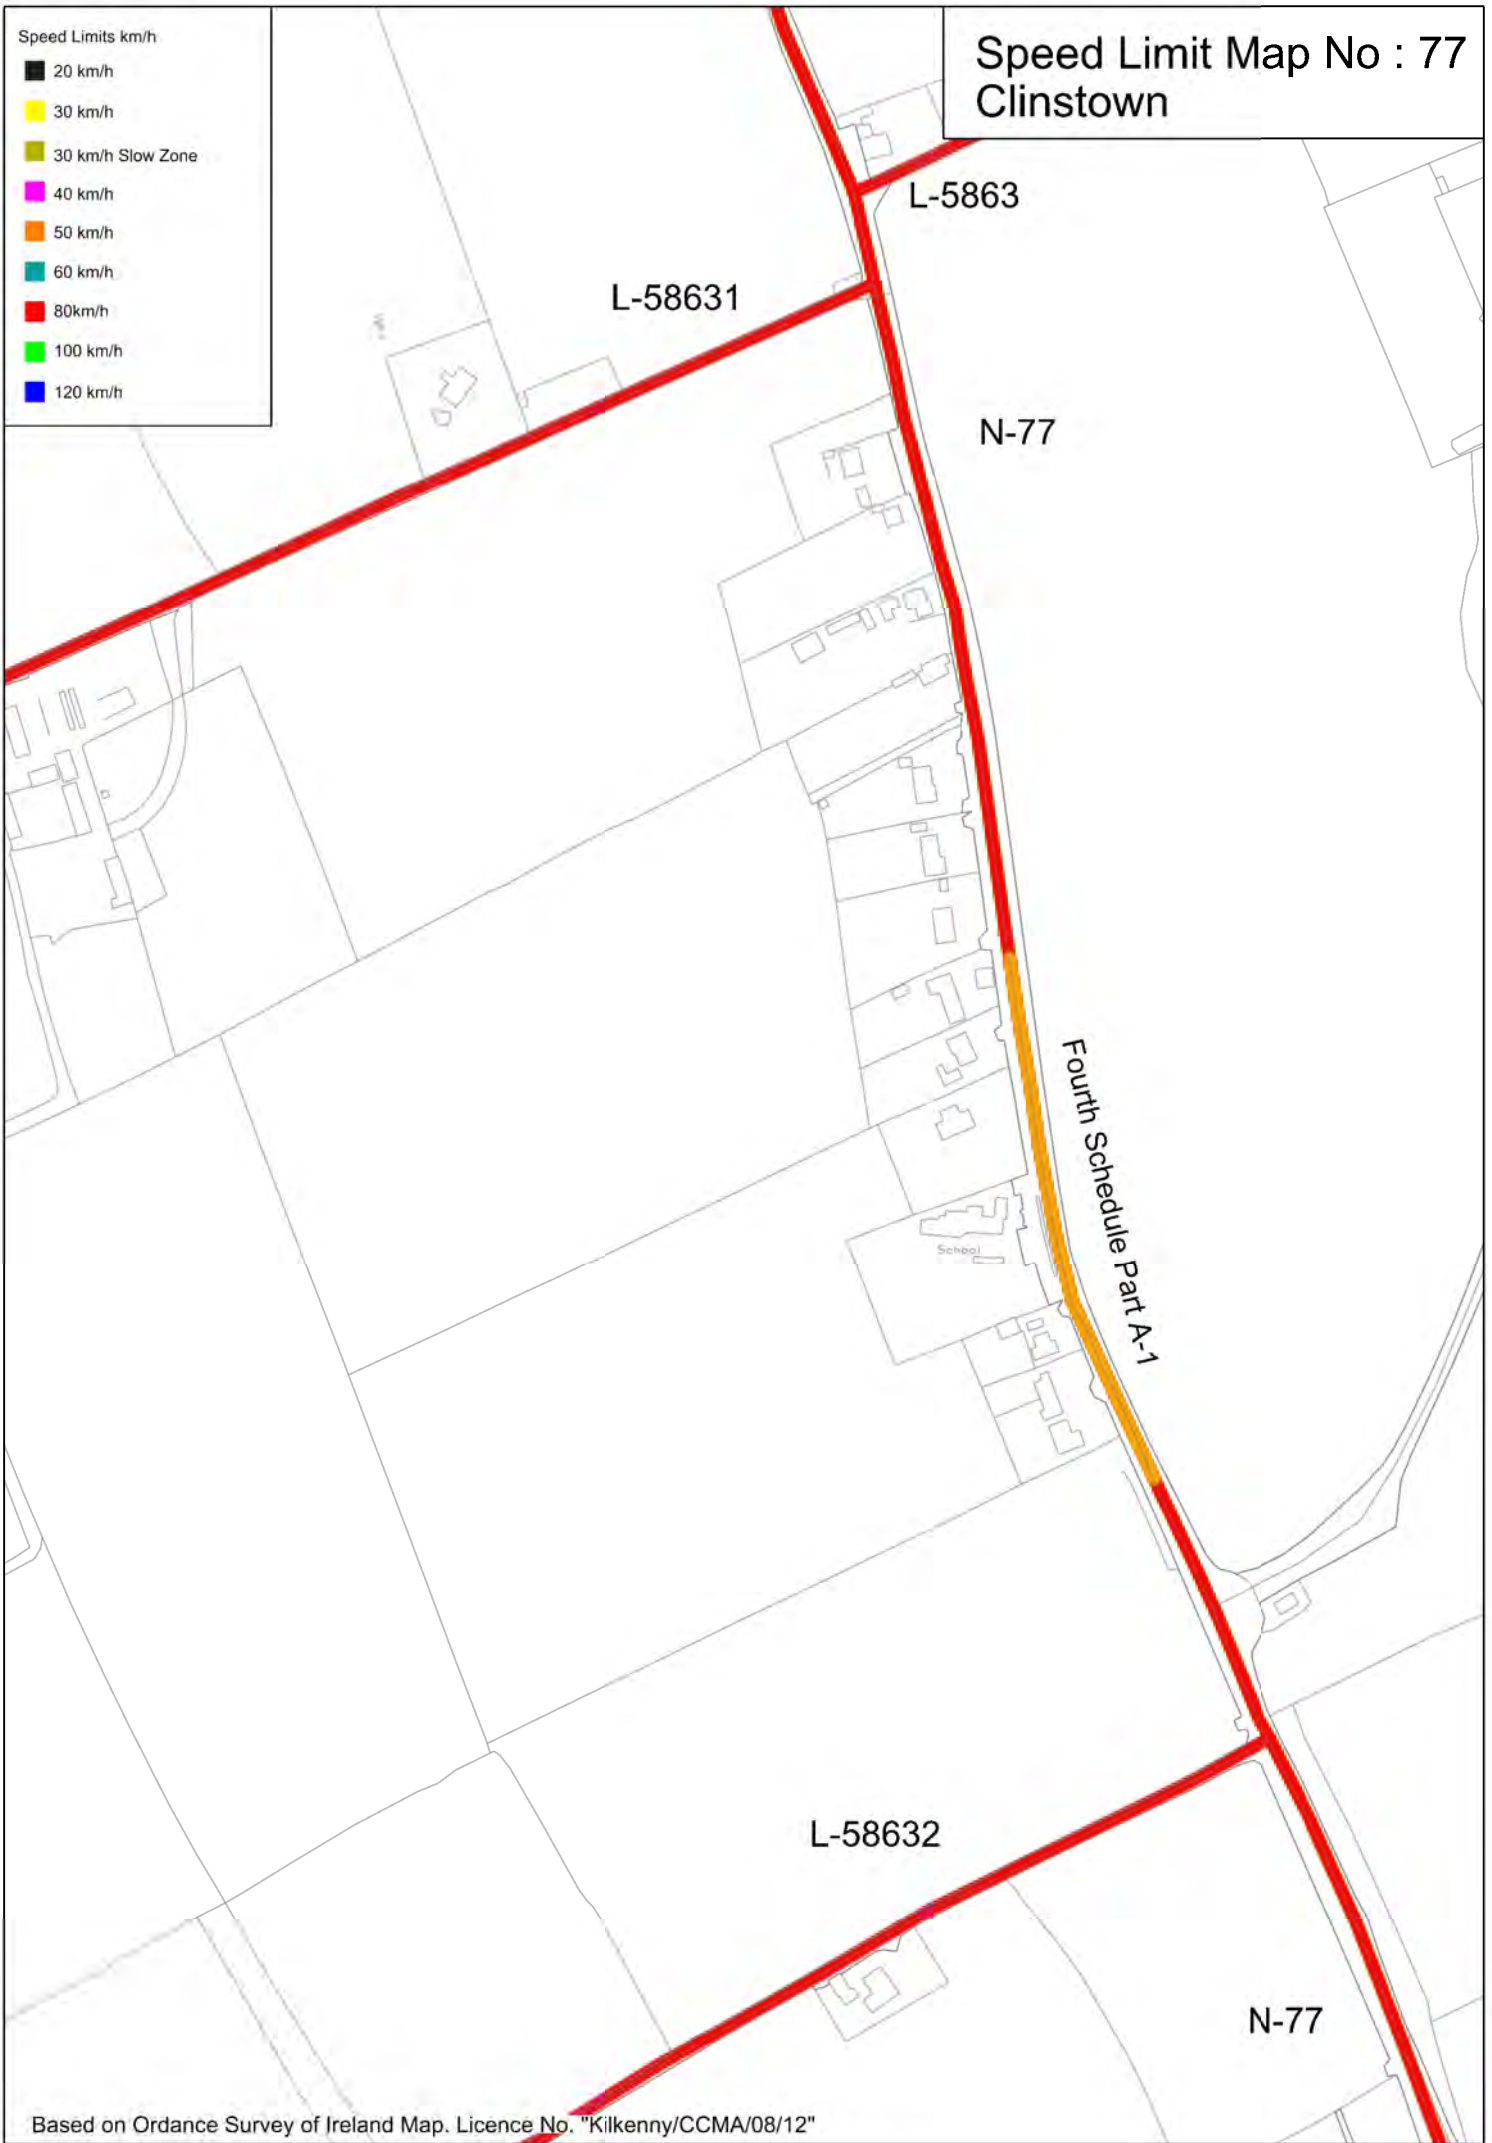 Speed Limits km/h
20 km/h
30 km/h
30 km/h Slow Zone
40 km/h
50 km/h
60 km/h
80km/h
100 km/h
120 km/h
Speed Limit Map No : 77
Clinstown
L-5863
L-58631
N-77
Fourth Schedule Part A-1
School
L-58632
N-77
Based on Ordance Survey of Ireland Map. Licence No. "Kilkenny/CCMA/08/12"